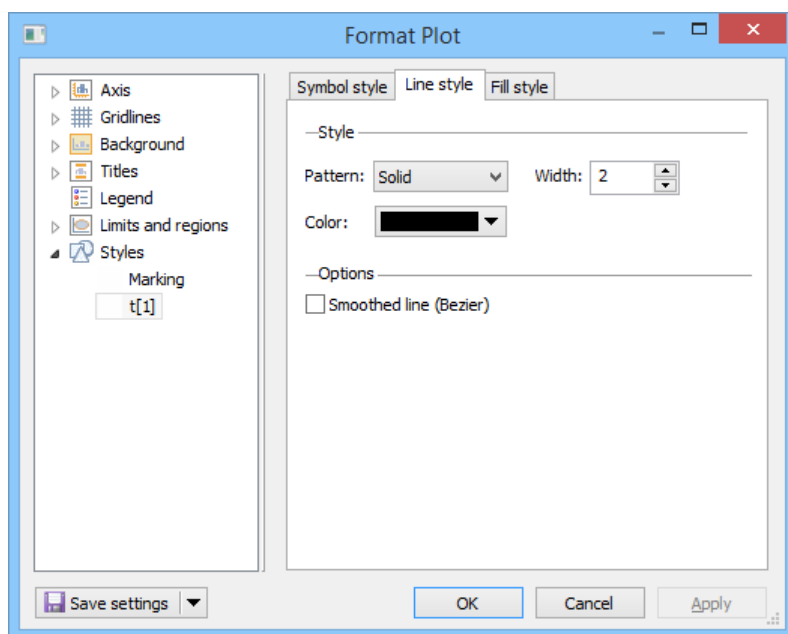 Format Plot
Axis
Gridlines
Background
Titles
Legend
Limits and regions
Styles
Marking
t[1]
Symbol style Line style Fill style
Style
Pattern: Solid Width: 2
Color:
Options
Smoothed line (Bezier)
Save settings OK Cancel Apply